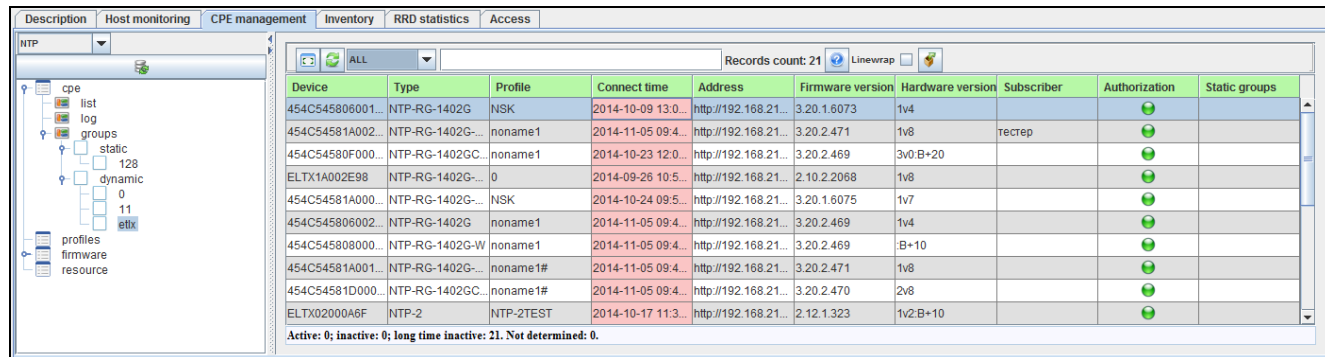 Description Host monitoring CPE management Inventory RRD statistics Access
NTP
ALL Records count: 21 Linewrap
cpe
list
log
groups
static
128
dynamic
0
11
etlx
profiles
firmware
resource
Device Type Profile Connect time Address Firmware version Hardware version Subscriber Authorization Static groups
454C545806001... NTP-RG-1402G NSK 2014-10-09 13:0... http://192.168.21... 3.20.1.6073 1v4
454C54581A002... NTP-RG-1402G-... noname1 2014-11-05 09:4... http://192.168.21... 3.20.2.471 1v8 тестер
454C54580F000... NTP-RG-1402GC... noname1 2014-10-23 12:0... http://192.168.21... 3.20.2.469 3v0:B+20
ELTX1A002E98 NTP-RG-1402G-... 0 2014-09-26 10:5... http://192.168.21... 2.10.2.2068 1v8
454C54581A000... NTP-RG-1402G-... NSK 2014-10-24 09:5... http://192.168.21... 3.20.1.6075 1v7
454C545806002... NTP-RG-1402G noname1 2014-11-05 09:4... http://192.168.21... 3.20.2.469 1v4
454C545808000... NTP-RG-1402G-W noname1 2014-11-05 09:4... http://192.168.21... 3.20.2.469 :B+10
454C54581A001... NTP-RG-1402G-... noname1# 2014-11-05 09:4... http://192.168.21... 3.20.2.471 1v8
454C54581D000... NTP-RG-1402GC... noname1# 2014-11-05 09:4... http://192.168.21... 3.20.2.470 2v8
ELTX02000A6F NTP-2 NTP-2TEST 2014-10-17 11:3... http://192.168.21... 2.12.1.323 1v2:B+10
Active: 0; inactive: 0; long time inactive: 21. Not determined: 0.